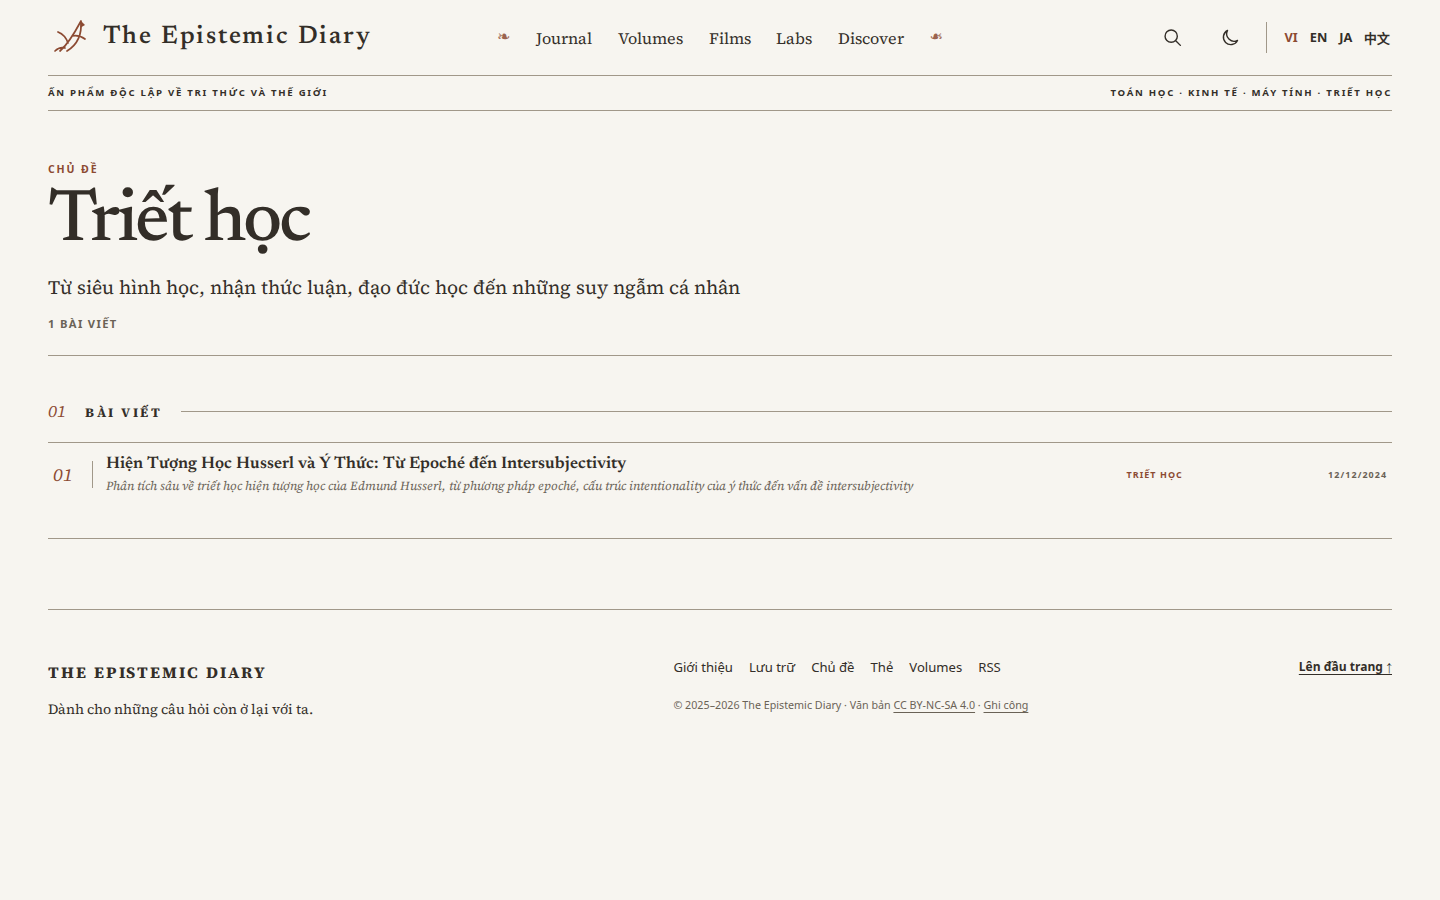 The Epistemic Diary
Journal Volumes Films Labs Discover
VI EN JA 中文
ẤN PHẨM ĐỘC LẬP VỀ TRI THỨC VÀ THẾ GIỚI
TOÁN HỌC · KINH TẾ · MÁY TÍNH · TRIẾT HỌC
CHỦ ĐỀ
Triết học
Từ siêu hình học, nhận thức luận, đạo đức học đến những suy ngẫm cá nhân
1 BÀI VIẾT
01 BÀI VIẾT
01 Hiện Tượng Học Husserl và Ý Thức: Từ Epoché đến Intersubjectivity
Phân tích sâu về triết học hiện tượng học của Edmund Husserl, từ phương pháp epoché, cấu trúc intentionality của ý thức đến vấn đề intersubjectivity
TRIẾT HỌC 12/12/2024
THE EPISTEMIC DIARY
Dành cho những câu hỏi còn ở lại với ta.
Giới thiệu Lưu trữ Chủ đề Thẻ Volumes RSS
© 2025–2026 The Epistemic Diary · Văn bản CC BY-NC-SA 4.0 · Ghi công
Lên đầu trang ↑